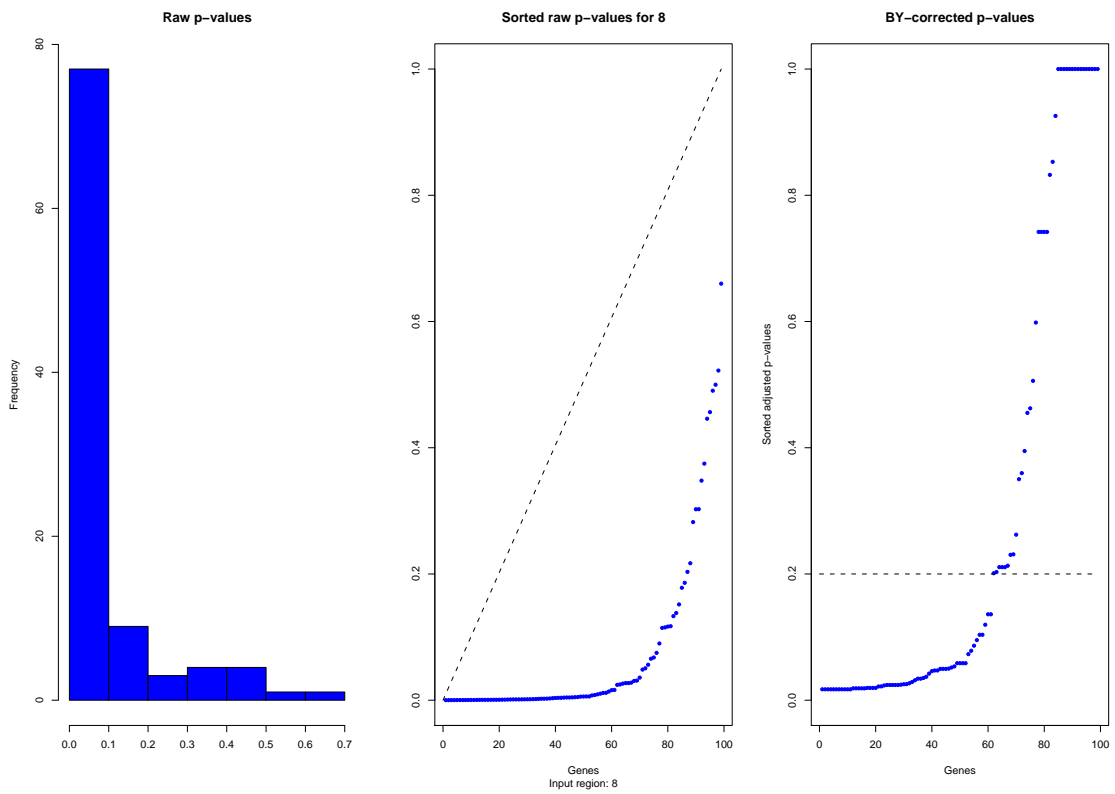 Raw p−values
Frequency
80
60
40
20
0
0.0 0.1 0.2 0.3 0.4 0.5 0.6 0.7
Sorted raw p−values for 8
1.0
0.8
0.6
0.4
0.2
0.0
0 20 40 60 80 100
Genes
Input region: 8
BY−corrected p−values
Sorted adjusted p−values
1.0
0.8
0.6
0.4
0.2
0.0
0 20 40 60 80 100
Genes